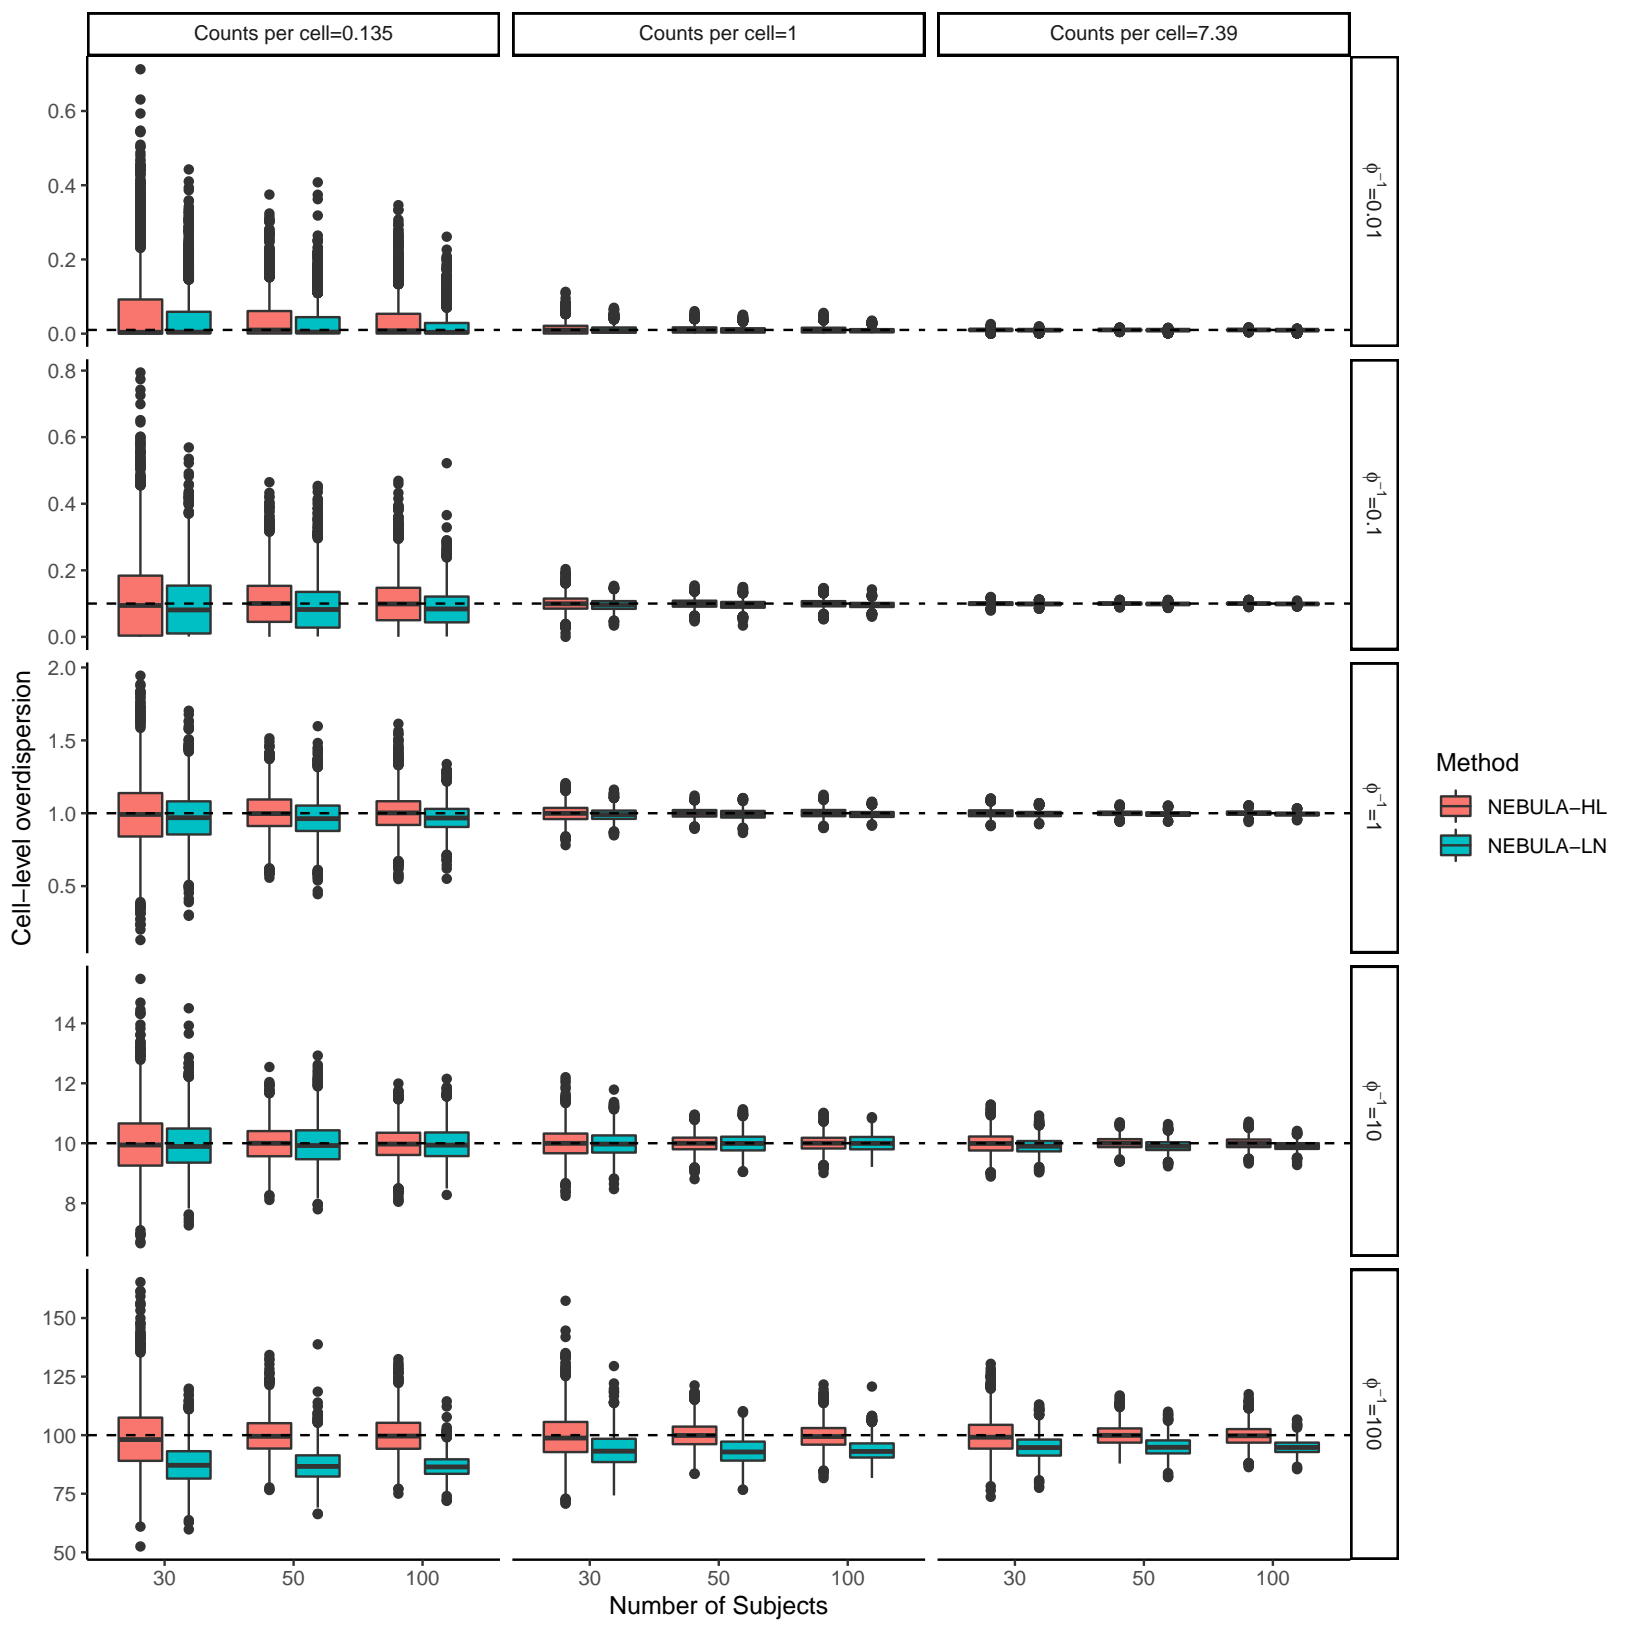 Counts per cell=0.135
Counts per cell=1
Counts per cell=7.39
0.6
0.4
0.2
0.0
ϕ⁻¹=0.01
0.8
0.6
0.4
0.2
0.0
ϕ⁻¹=0.1
2.0
1.5
1.0
0.5
ϕ⁻¹=1
14
12
10
8
ϕ⁻¹=10
150
125
100
75
50
ϕ⁻¹=100
Cell−level overdispersion
30 50 100
30 50 100
30 50 100
Number of Subjects
Method
NEBULA−HL
NEBULA−LN